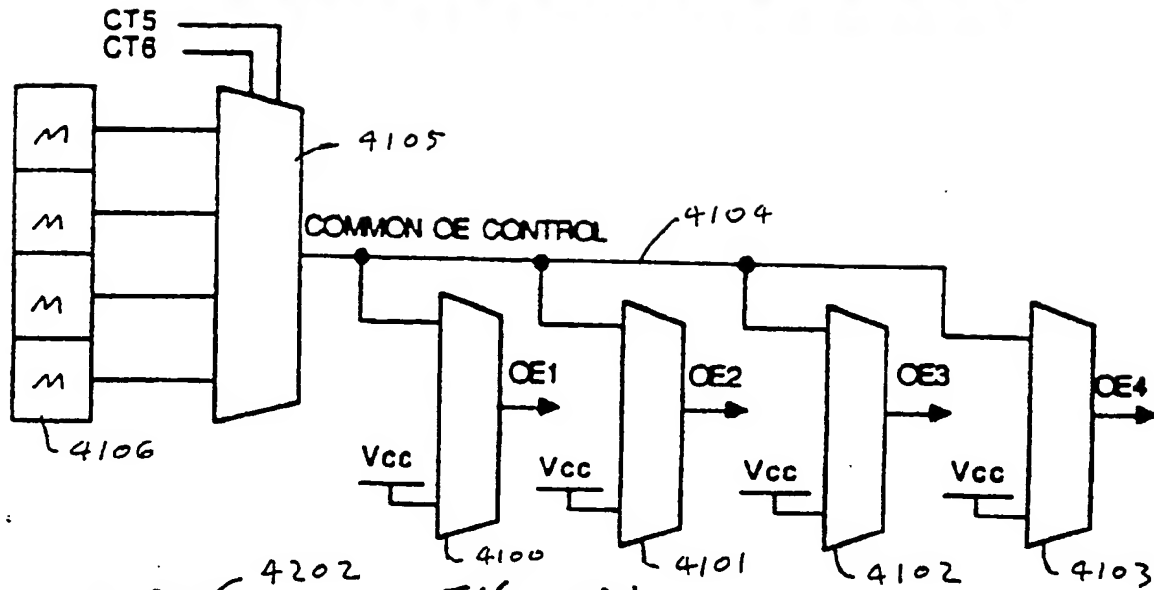 CT5
CT6
M
M
M
M
4105
COMMON OE CONTROL
4104
OE1
OE2
OE3
OE4
Vcc
Vcc
Vcc
Vcc
4106
4100
4101
4102
4103
4202